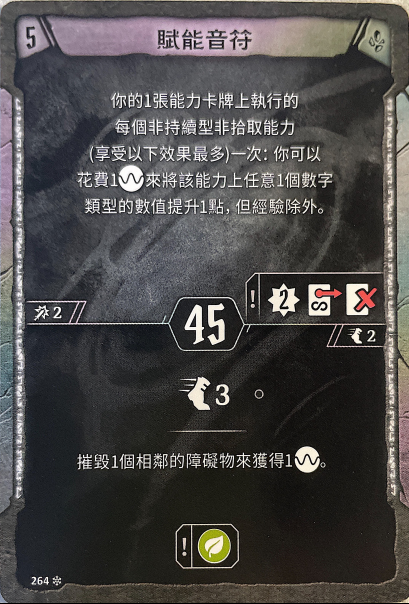 5
賦能音符
你的1張能力卡牌上執行的
每個非持續型非拾取能力
(享受以下效果最多)一次: 你可以
花費1來將該能力上任意1個數字
類型的數值提升1點, 但經驗除外。
! 2
2
45
2
3
摧毀1個相鄰的障礙物來獲得1。
!
264